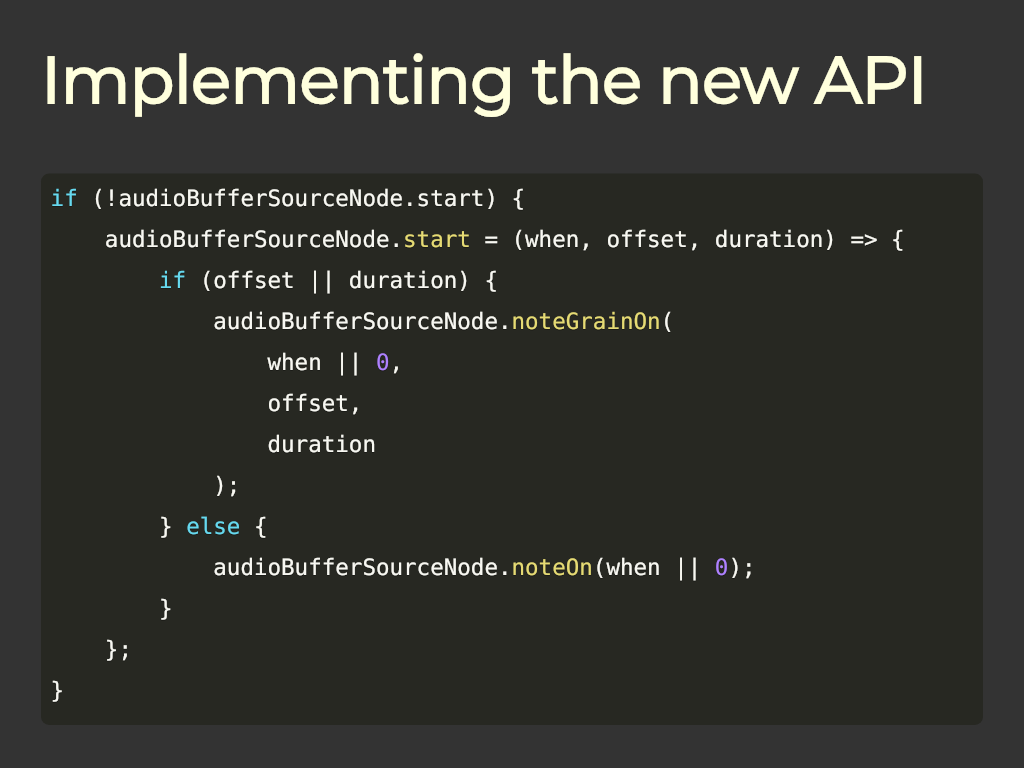 Implementing the new API
if (!audioBufferSourceNode.start) {
    audioBufferSourceNode.start = (when, offset, duration) => {
        if (offset || duration) {
            audioBufferSourceNode.noteGrainOn(
                when || 0,
                offset,
                duration
            );
        } else {
            audioBufferSourceNode.noteOn(when || 0);
        }
    };
}